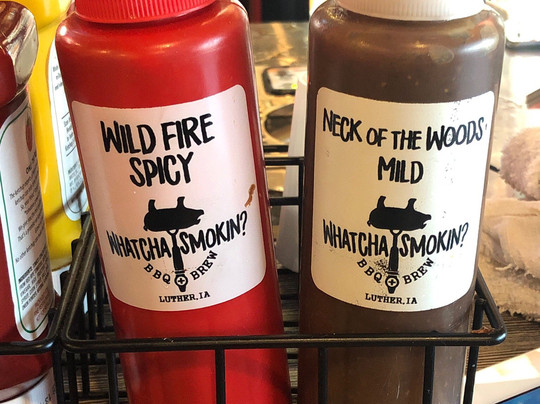 WILD FIRE
SPICY
WHATCHA SMOKIN?
BBQ + BREW
LUTHER, IA
NECK OF THE WOODS
MILD
WHATCHA SMOKIN?
BBQ + BREW
LUTHER, IA